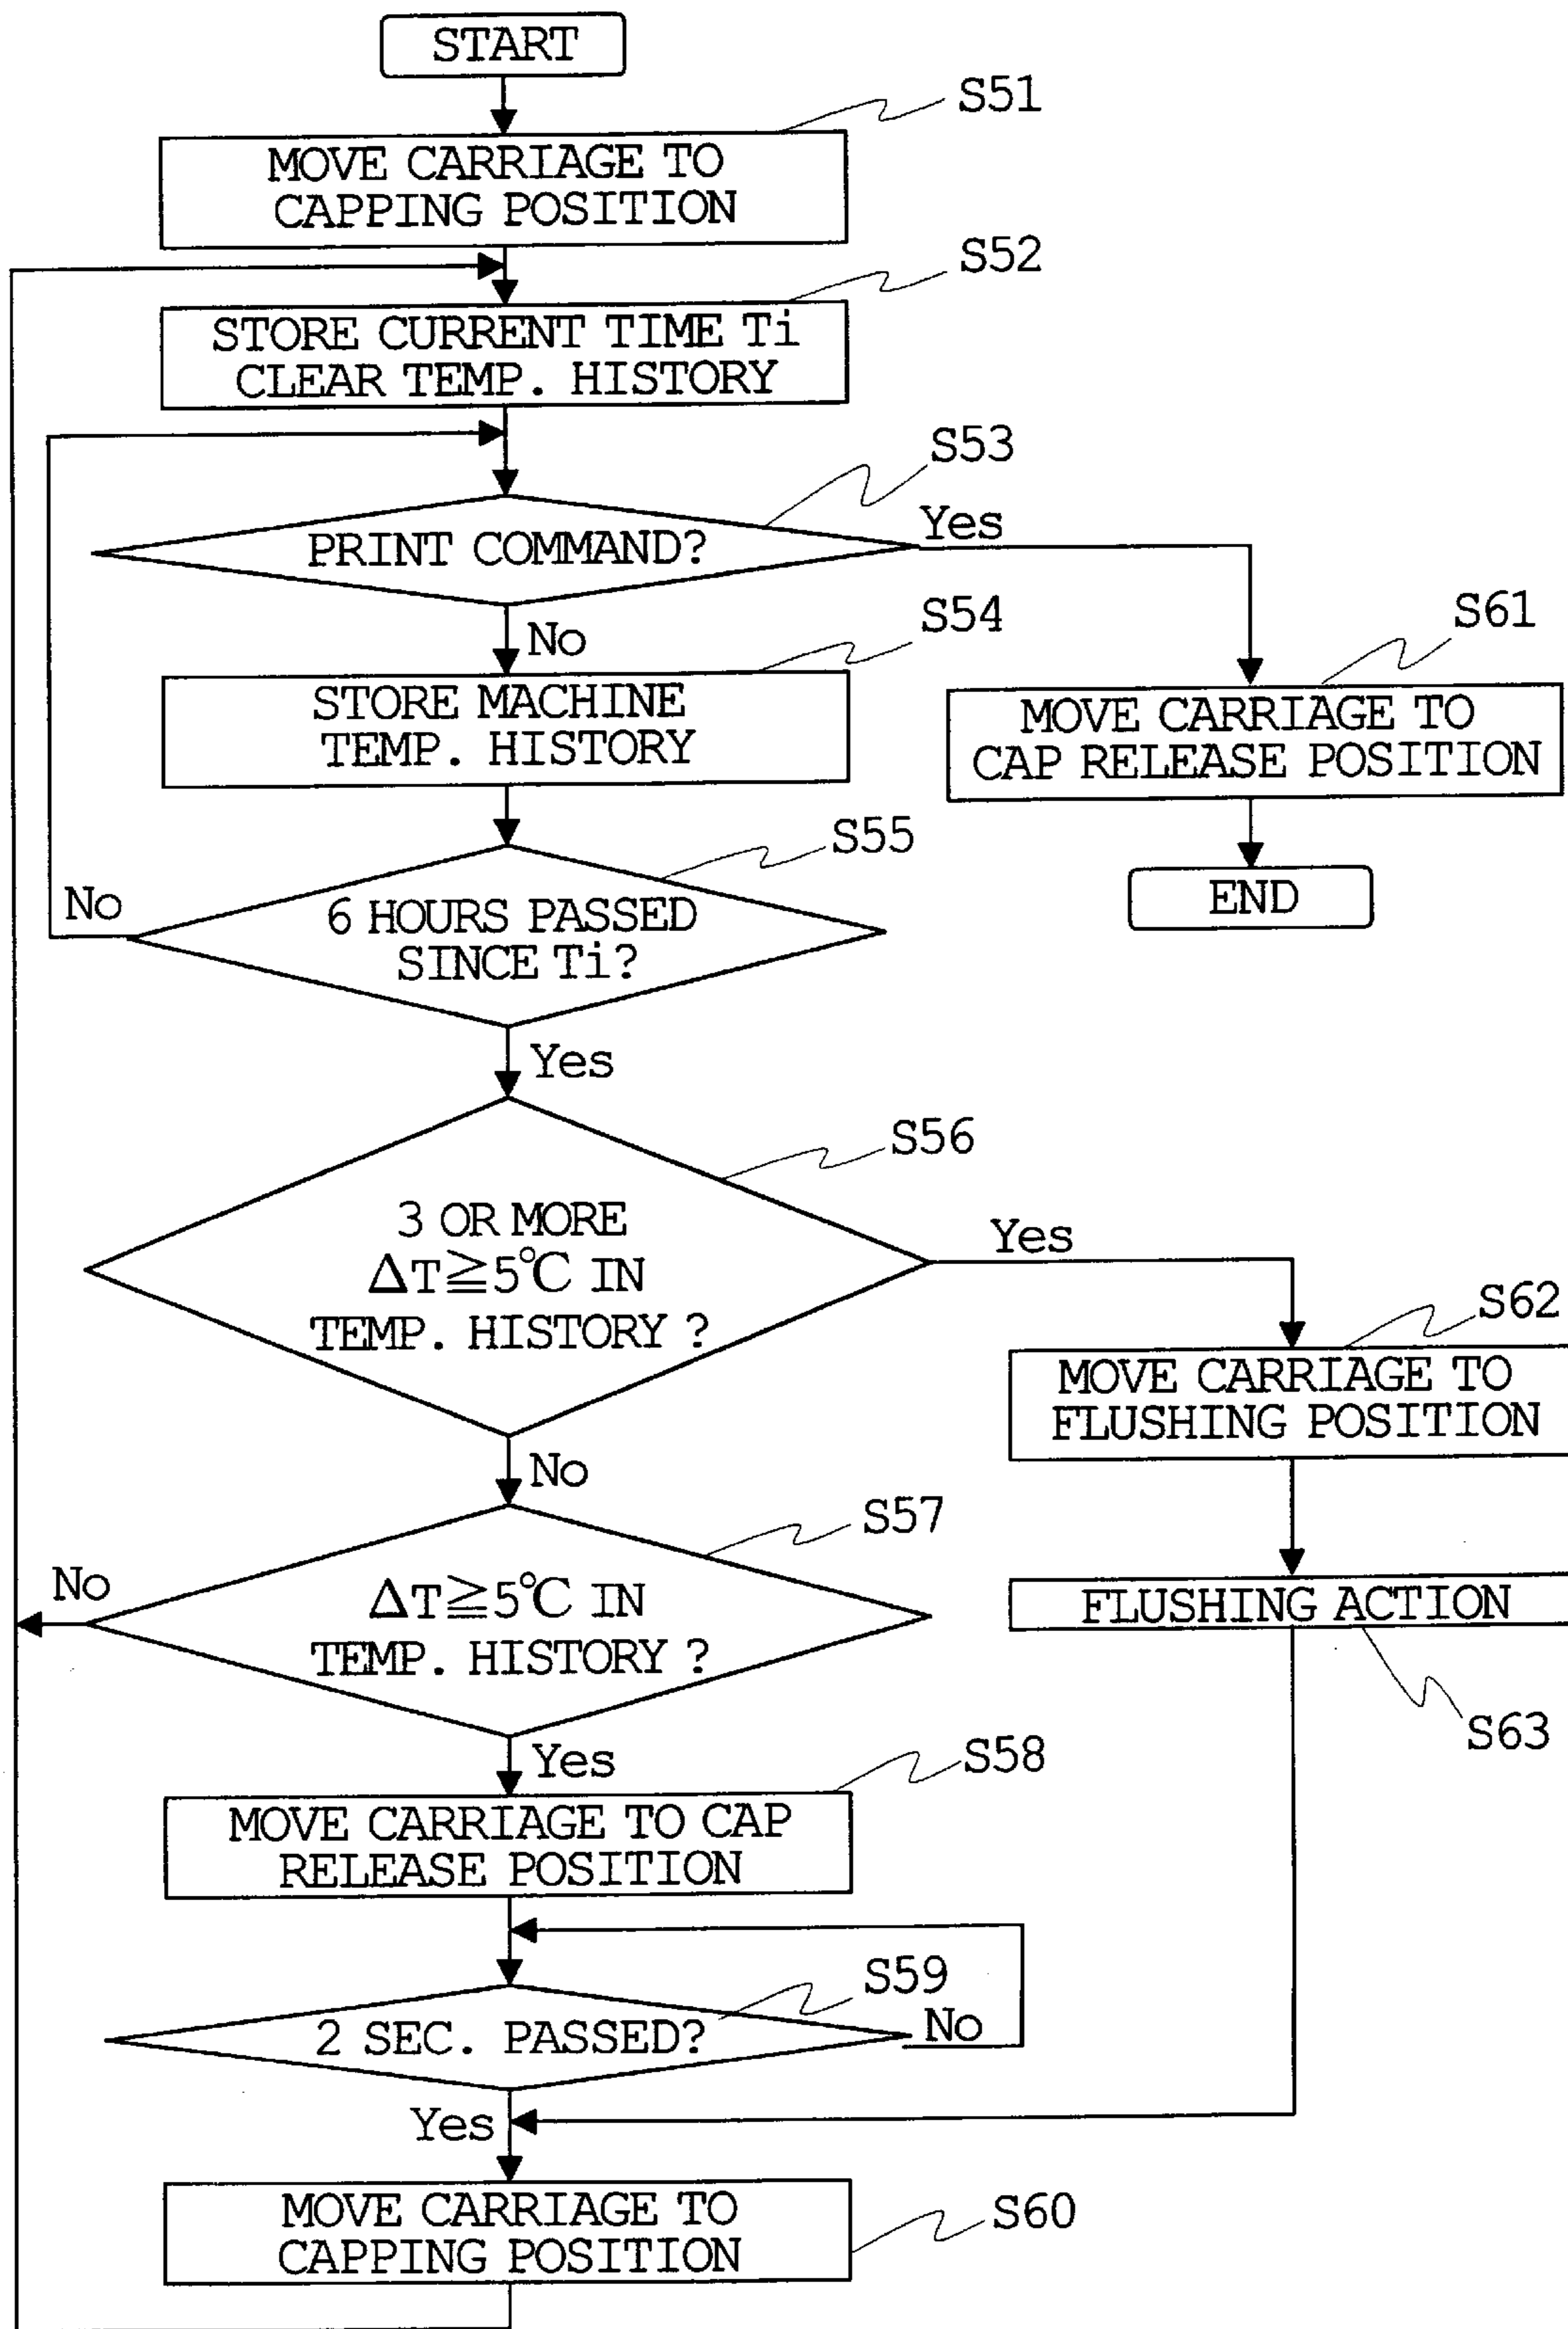 START
S51
MOVE CARRIAGE TO
CAPPING POSITION
S52
STORE CURRENT TIME Ti
CLEAR TEMP. HISTORY
S53
PRINT COMMAND?
Yes
No
S54
STORE MACHINE
TEMP. HISTORY
S61
MOVE CARRIAGE TO
CAP RELEASE POSITION
END
S55
6 HOURS PASSED
SINCE Ti?
No
Yes
S56
3 OR MORE
ΔT≧5℃ IN
TEMP. HISTORY ?
Yes
No
S62
MOVE CARRIAGE TO
FLUSHING POSITION
FLUSHING ACTION
S63
S57
ΔT≧5℃ IN
TEMP. HISTORY ?
No
Yes
S58
MOVE CARRIAGE TO CAP
RELEASE POSITION
S59
2 SEC. PASSED?
No
Yes
MOVE CARRIAGE TO
CAPPING POSITION
S60